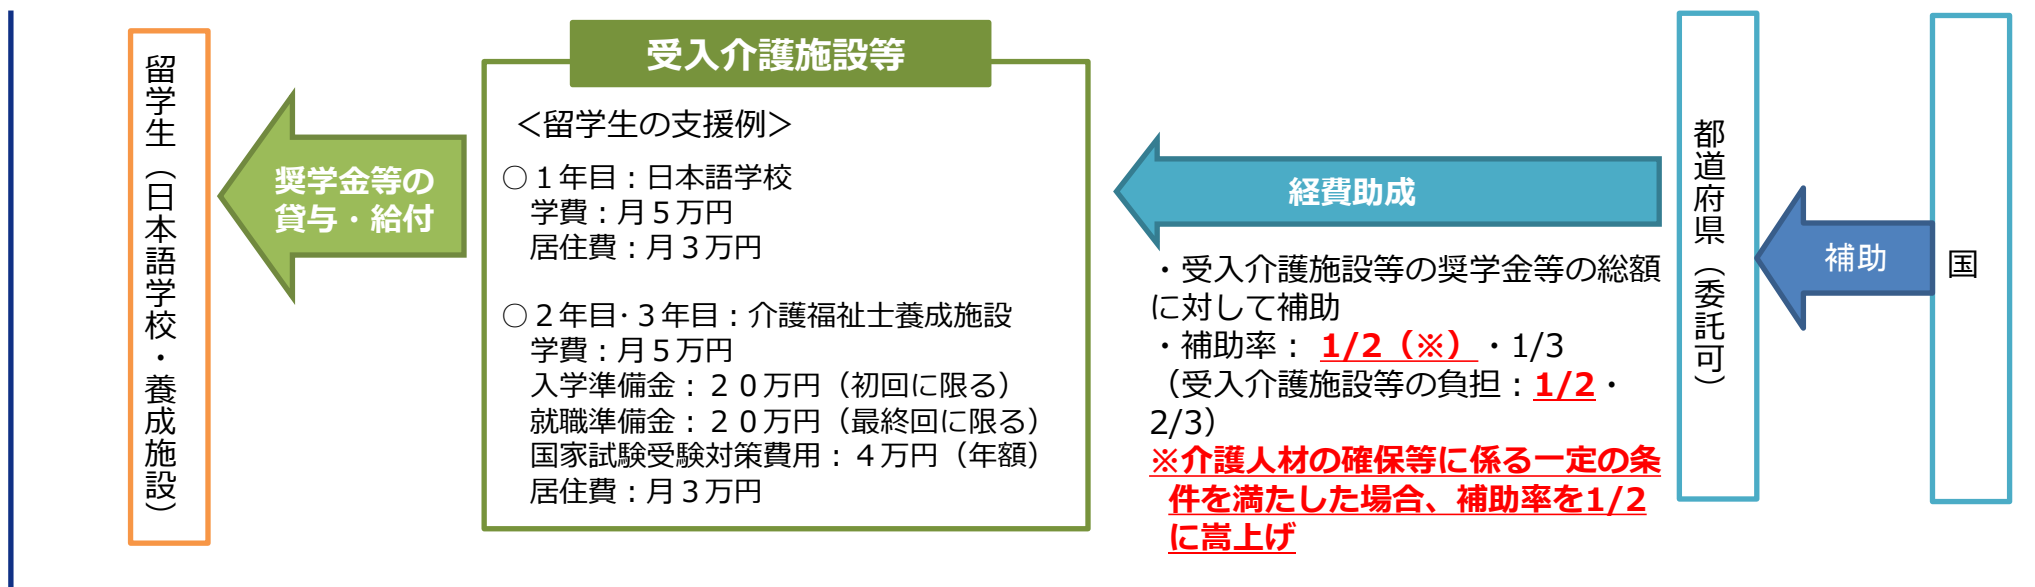 留学生（日本語学校・養成施設）
奨学金等の
貸与・給付
受入介護施設等
＜留学生の支援例＞
○１年目：日本語学校
学費：月５万円
居住費：月３万円
○２年目･３年目：介護福祉士養成施設
学費：月５万円
入学準備金：２０万円（初回に限る）
就職準備金：２０万円（最終回に限る）
国家試験受験対策費用：４万円（年額）
居住費：月３万円
経費助成
・受入介護施設等の奨学金等の総額
に対して補助
・補助率： 1/2（※）・1/3
（受入介護施設等の負担：1/2・
2/3）
※介護人材の確保等に係る一定の条
件を満たした場合、補助率を1/2
に嵩上げ
都道府県（委託可）
補助
国